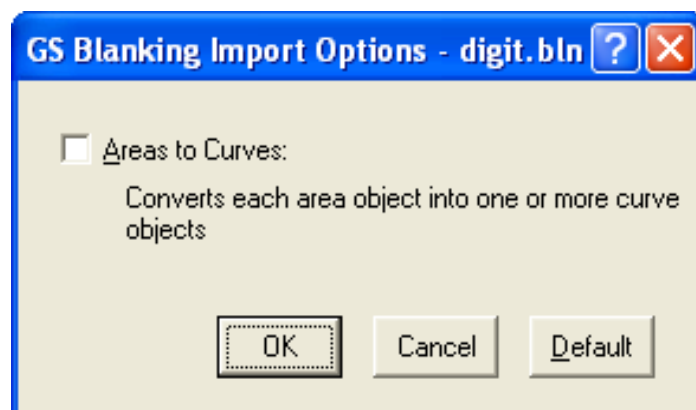 GS Blanking Import Options - digit.bln ?
Areas to Curves:
Converts each area object into one or more curve
objects
OK Cancel Default